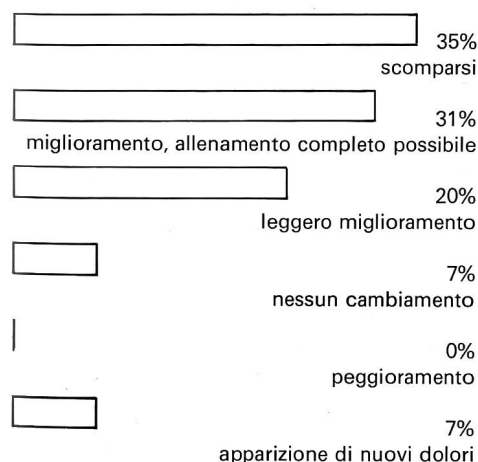 35%
scomparsi
31%
miglioramento, allenamento completo possibile
20%
leggero miglioramento
7%
nessun cambiamento
0%
peggioramento
7%
apparizione di nuovi dolori